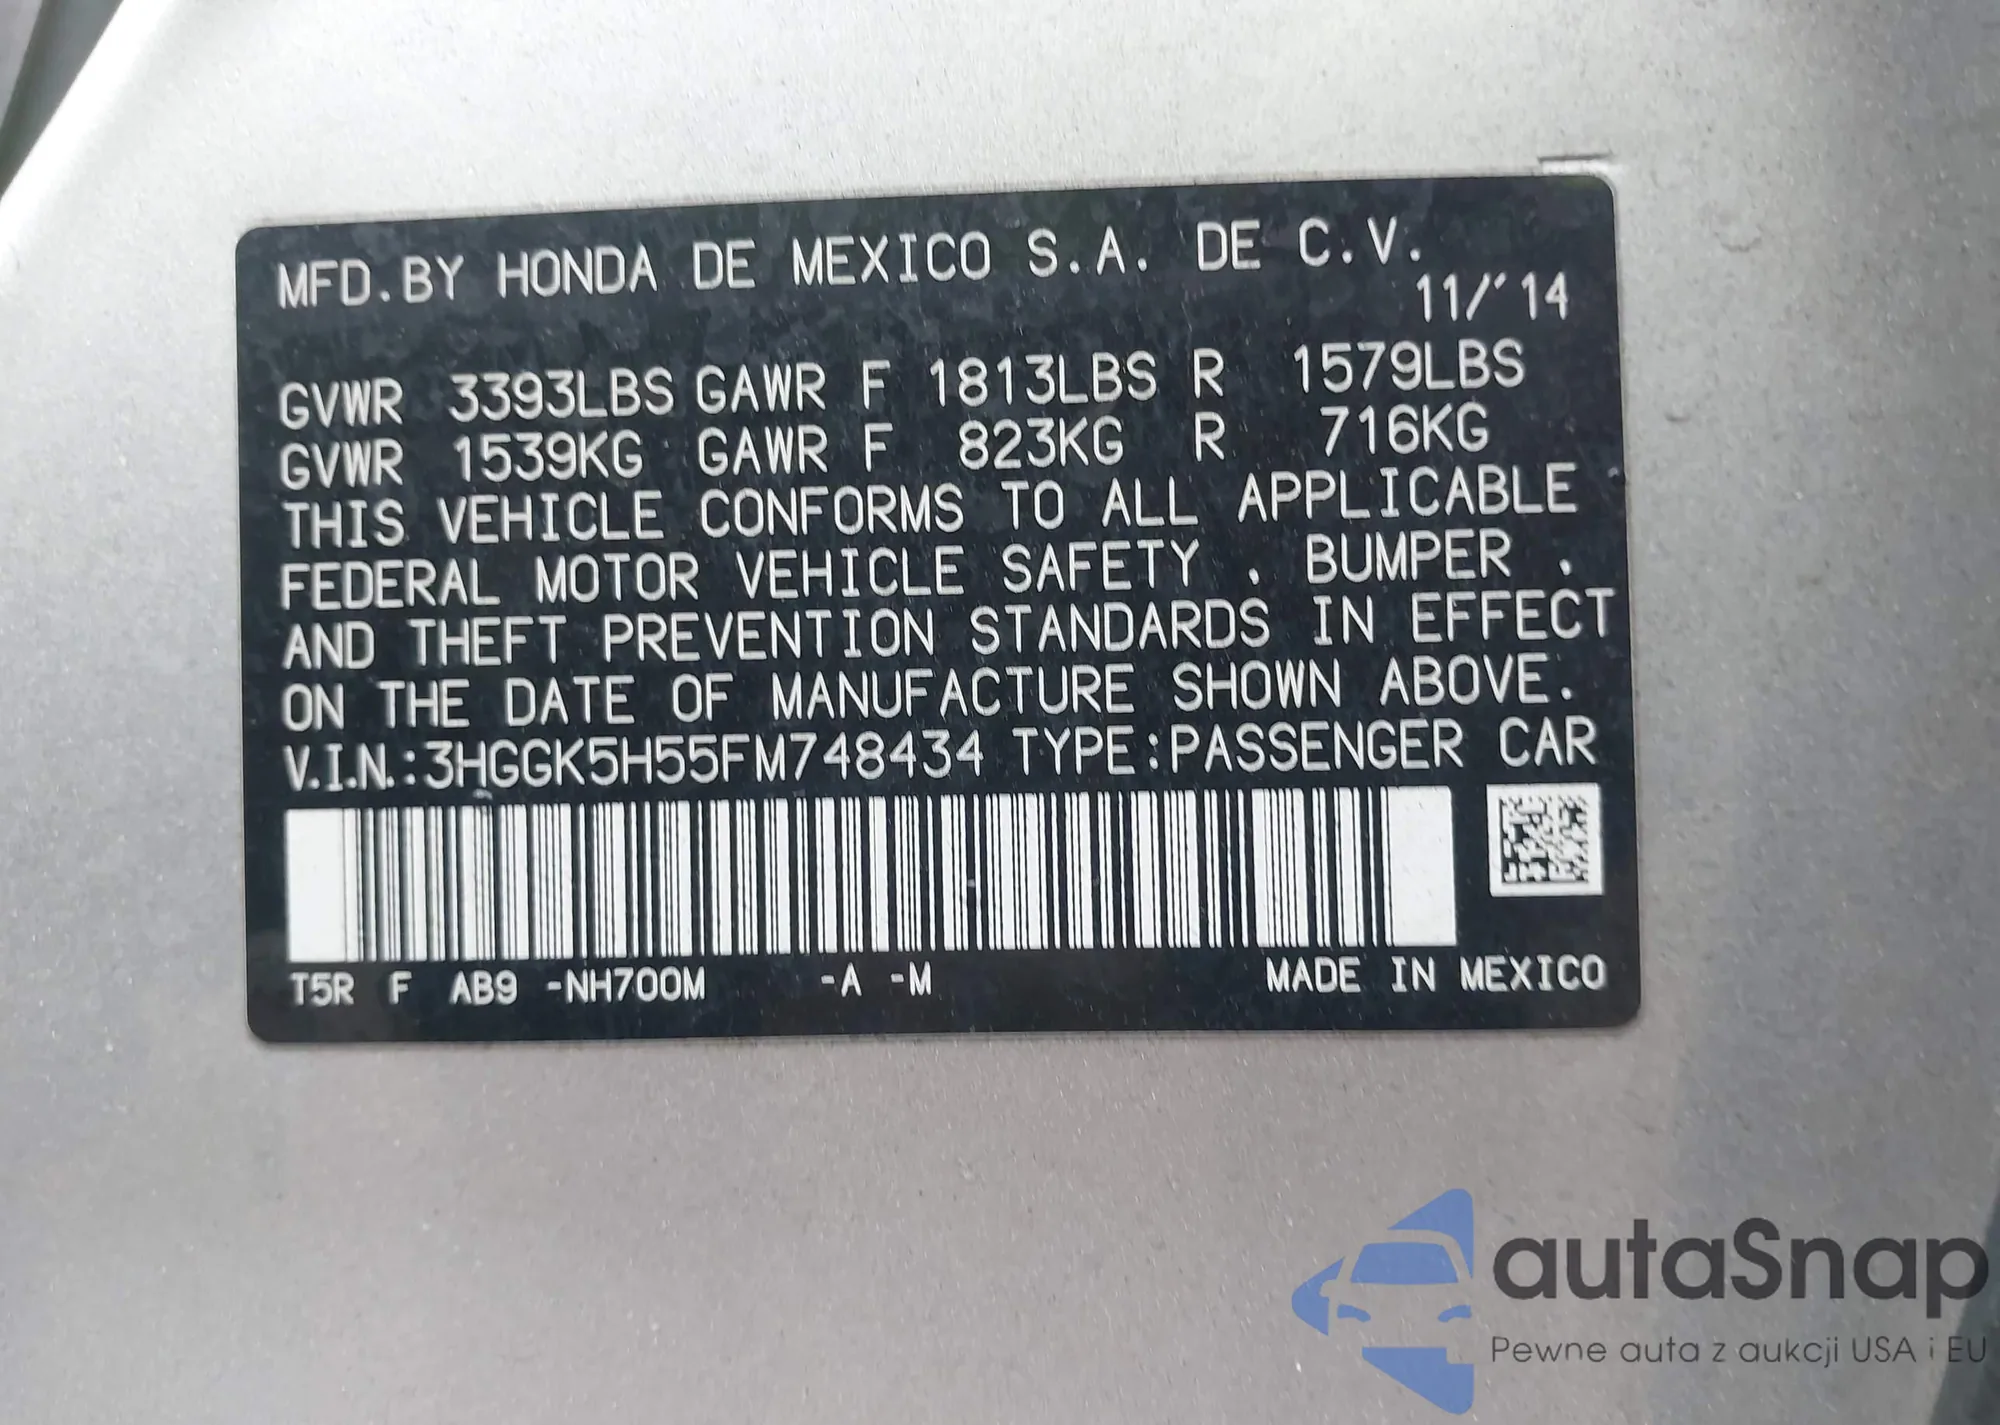 MFD.BY HONDA DE MEXICO S.A. DE C.V.
11/'14
GVWR 3393LBS GAWR F 1813LBS R 1579LBS
GVWR 1539KG GAWR F 823KG R 716KG
THIS VEHICLE CONFORMS TO ALL APPLICABLE
FEDERAL MOTOR VEHICLE SAFETY . BUMPER .
AND THEFT PREVENTION STANDARDS IN EFFECT
ON THE DATE OF MANUFACTURE SHOWN ABOVE.
V.I.N.:3HGGK5H55FM748434 TYPE:PASSENGER CAR
T5R F AB9 -NH700M -A -M MADE IN MEXICO
autaSnap
Pewne auta z aukcji USA i EU